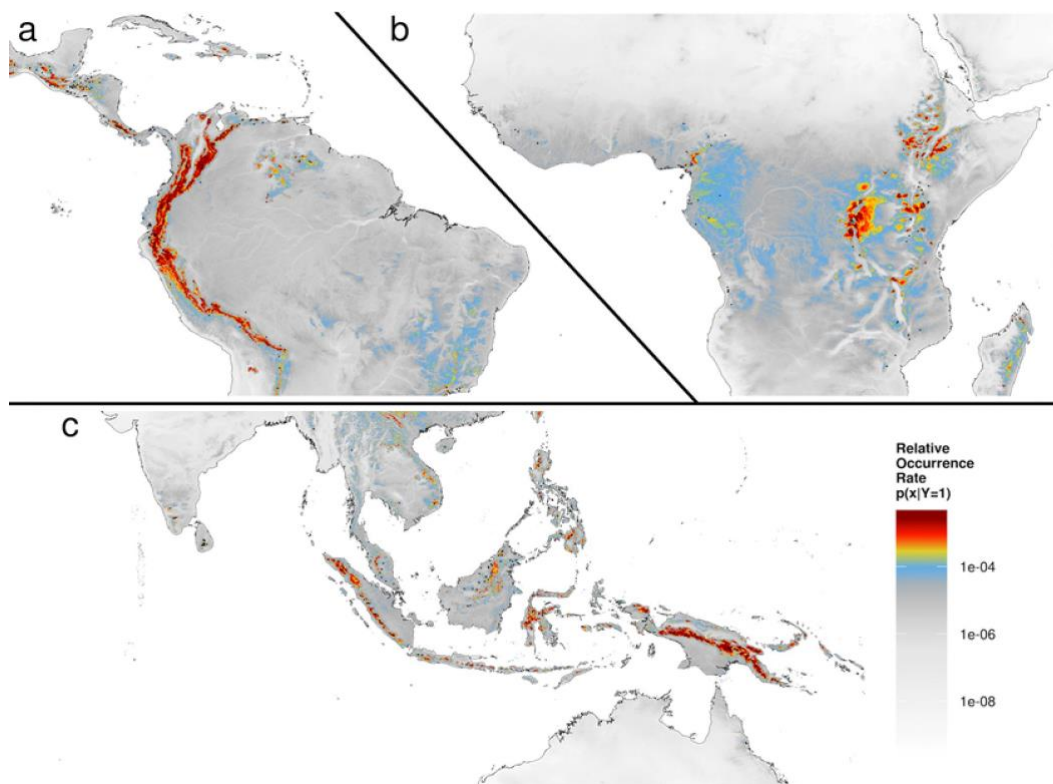 a
b
c
Relative
Occurrence
Rate
p(x|Y=1)
1e-04
1e-06
1e-08